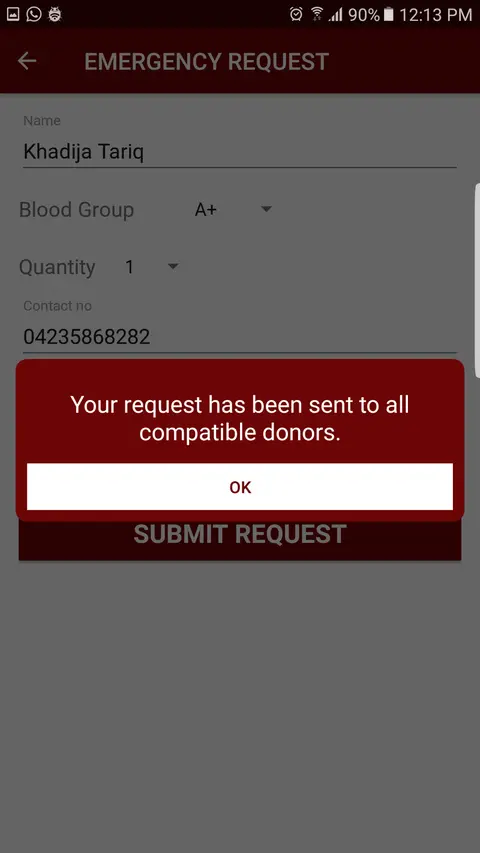 90% 12:13 PM
EMERGENCY REQUEST
Name
Khadija Tariq
Blood Group A+
Quantity 1
Contact no
04235868282
Your request has been sent to all
compatible donors.
OK
SUBMIT REQUEST